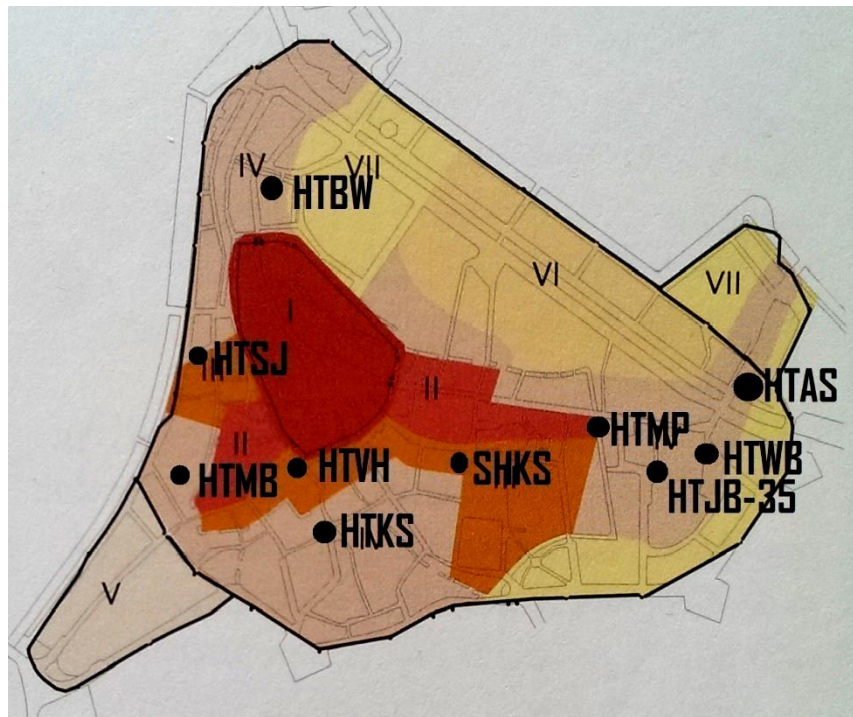 IV
VII
HTBW
VI
VII
I
HTSJ
II
HTAS
HTMP
II
HTWB
SHKS
HTVH
HTMB
HTJB-35
HTKS
V